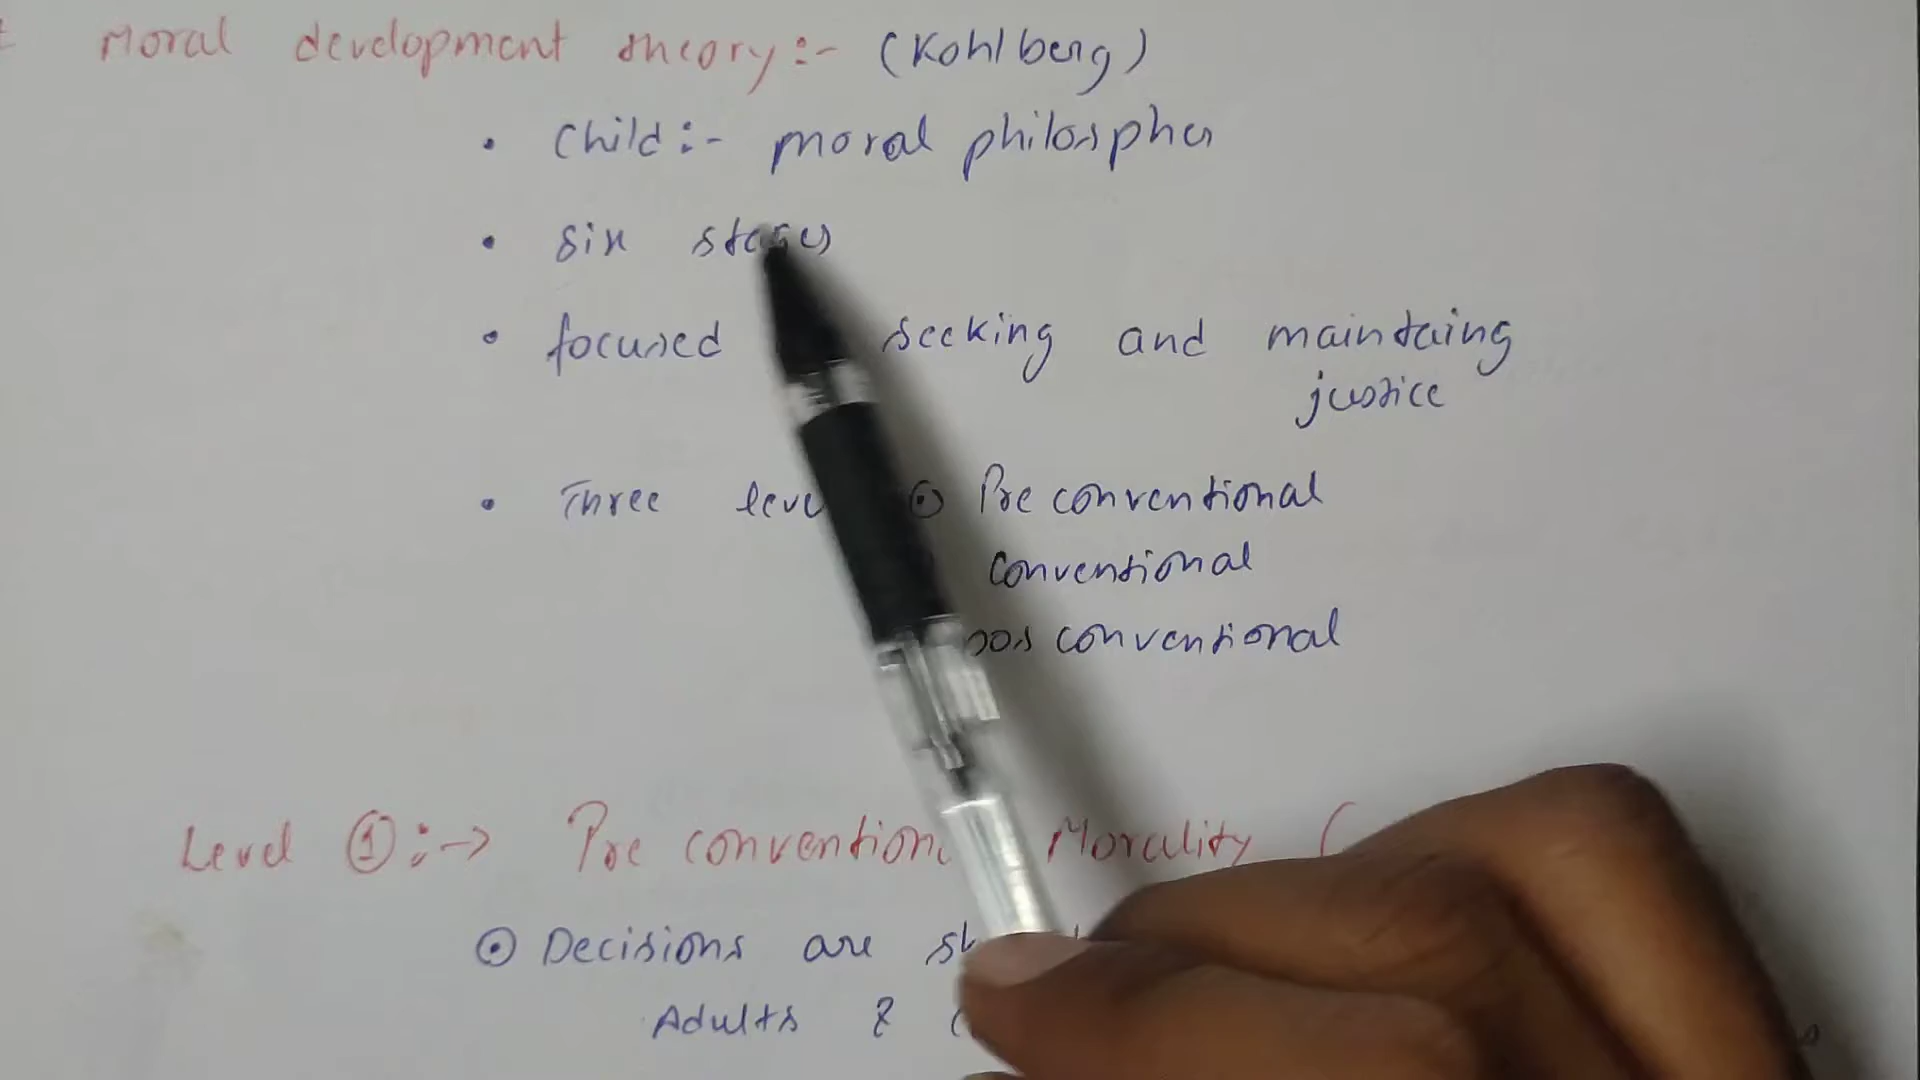 Moral development theory:- (Kohlberg)
• Child:- moral philospher
• Six stages
• focused seeking and maintaing
justice
• Three ⊙ Pre conventional
conventional
conventional
Level ①:-> Pre Morality (
⊙ Decisions are
Adults &